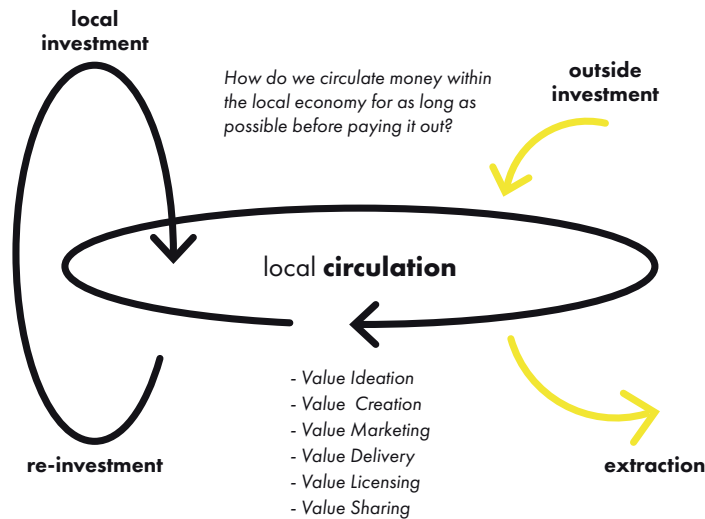 local
investment
How do we circulate money within
the local economy for as long as
possible before paying it out?
outside
investment
local circulation
- Value Ideation
- Value  Creation
- Value Marketing
- Value Delivery
- Value Licensing
- Value Sharing
re-investment
extraction